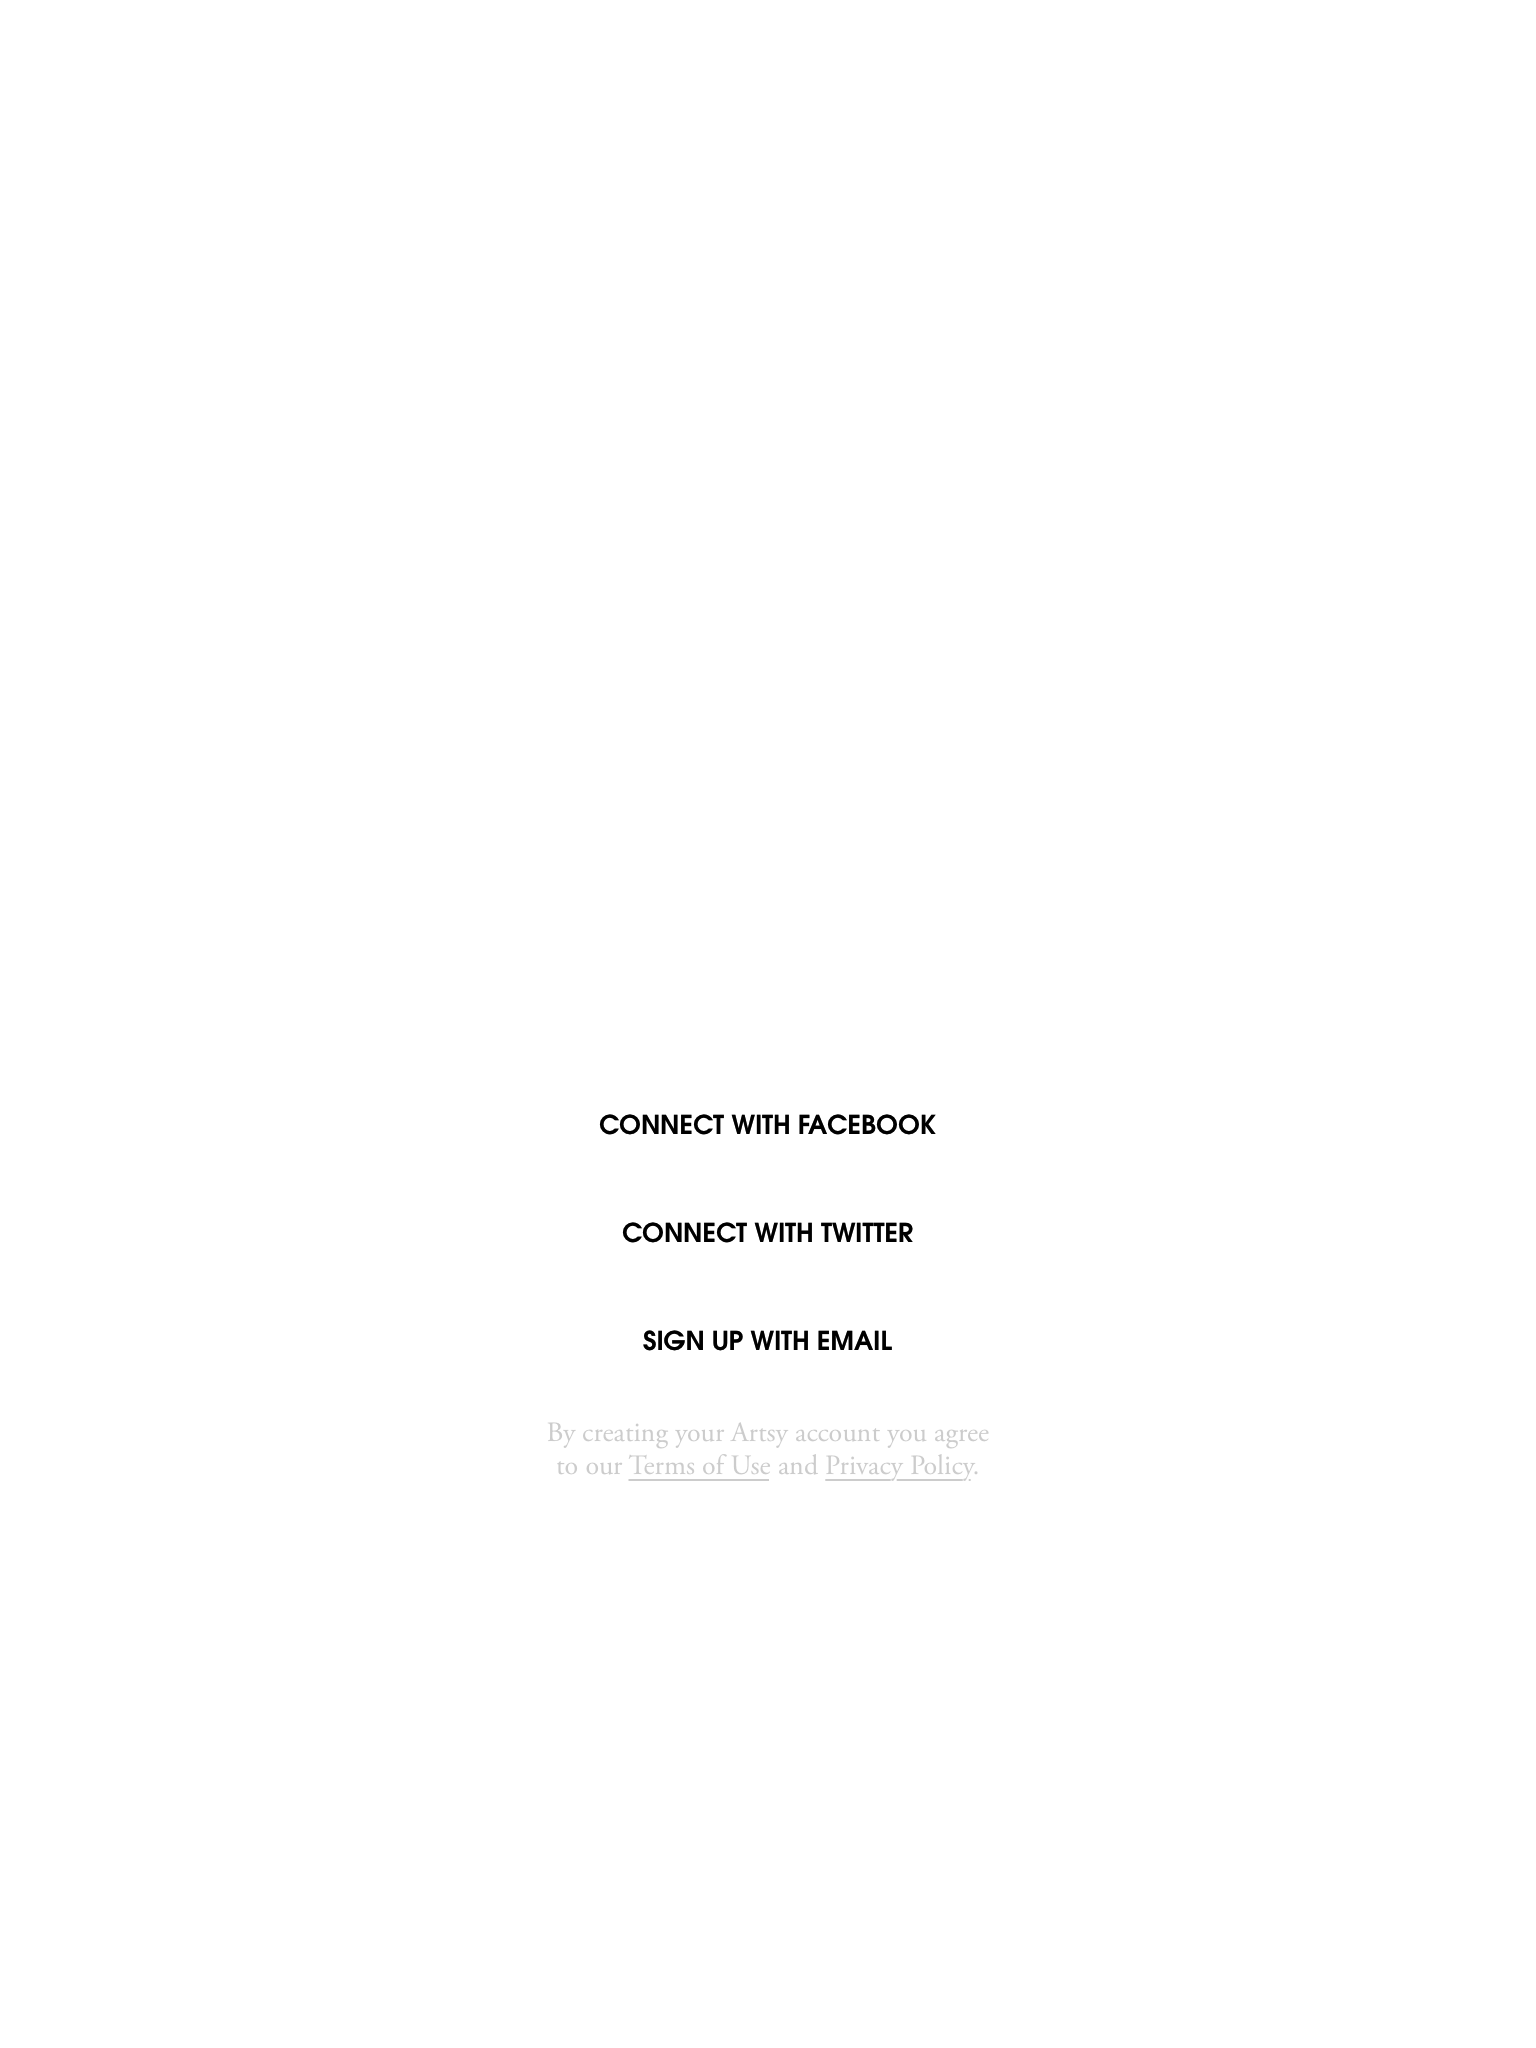 CONNECT WITH FACEBOOK
CONNECT WITH TWITTER
SIGN UP WITH EMAIL
By creating your Artsy account you agree
to our Terms of Use and Privacy Policy.